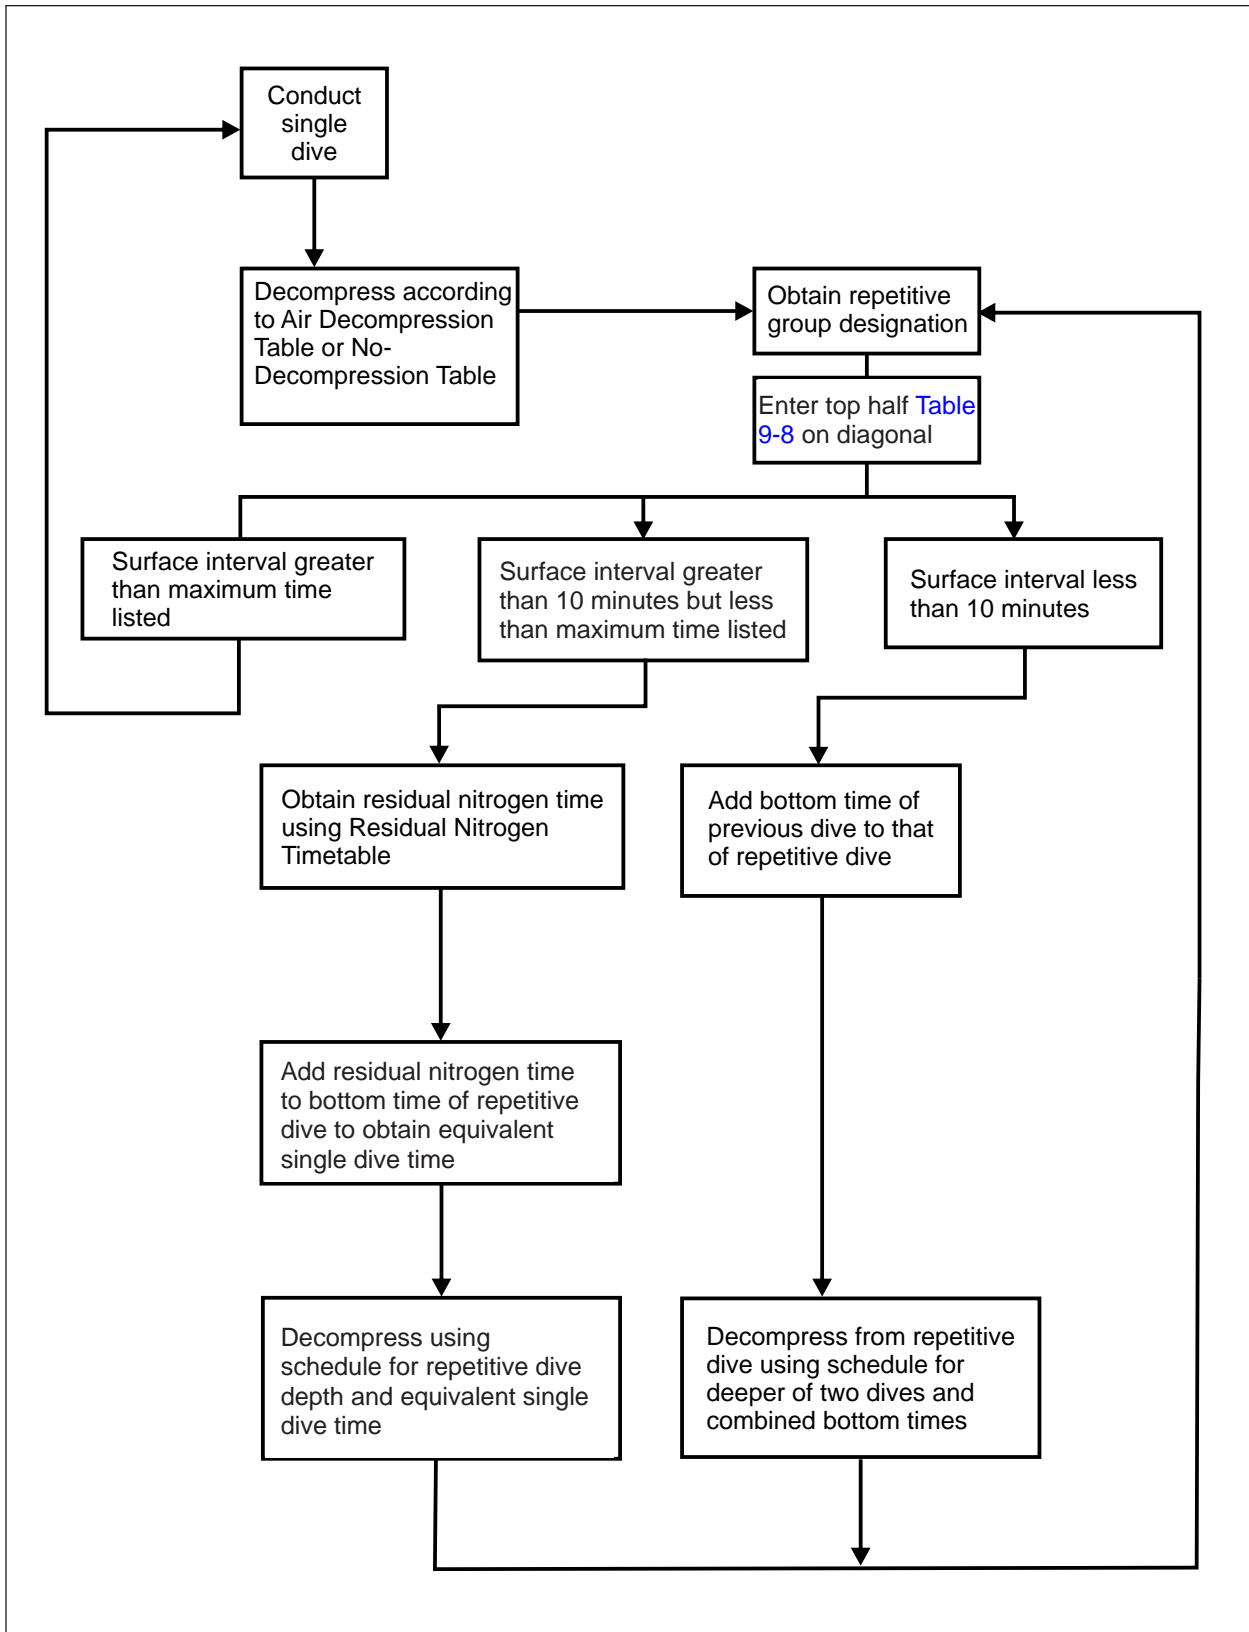 Conduct
single
dive
Decompress according
to Air Decompression
Table or No-
Decompression Table
Obtain repetitive
group designation
Enter top half Table
9-8 on diagonal
Surface interval greater
than maximum time
listed
Surface interval greater
than 10 minutes but less
than maximum time listed
Surface interval less
than 10 minutes
Obtain residual nitrogen time
using Residual Nitrogen
Timetable
Add bottom time of
previous dive to that
of repetitive dive
Add residual nitrogen time
to bottom time of repetitive
dive to obtain equivalent
single dive time
Decompress using
schedule for repetitive dive
depth and equivalent single
dive time
Decompress from repetitive
dive using schedule for
deeper of two dives and
combined bottom times